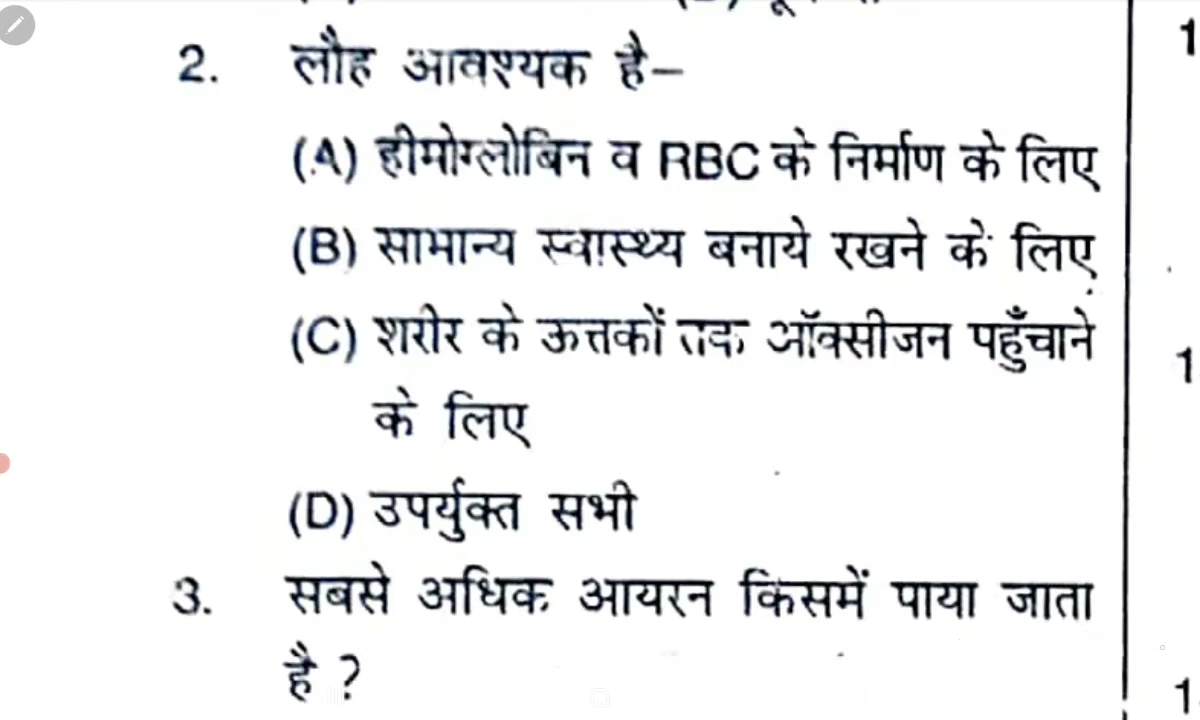 2. लौह आवश्यक है–
(A) हीमोग्लोबिन व RBC के निर्माण के लिए
(B) सामान्य स्वास्थ्य बनाये रखने के लिए
(C) शरीर के ऊत्तकों तक ऑक्सीजन पहुँचाने
के लिए
(D) उपर्युक्त सभी
3. सबसे अधिक आयरन किसमें पाया जाता
है ?
1
1
1